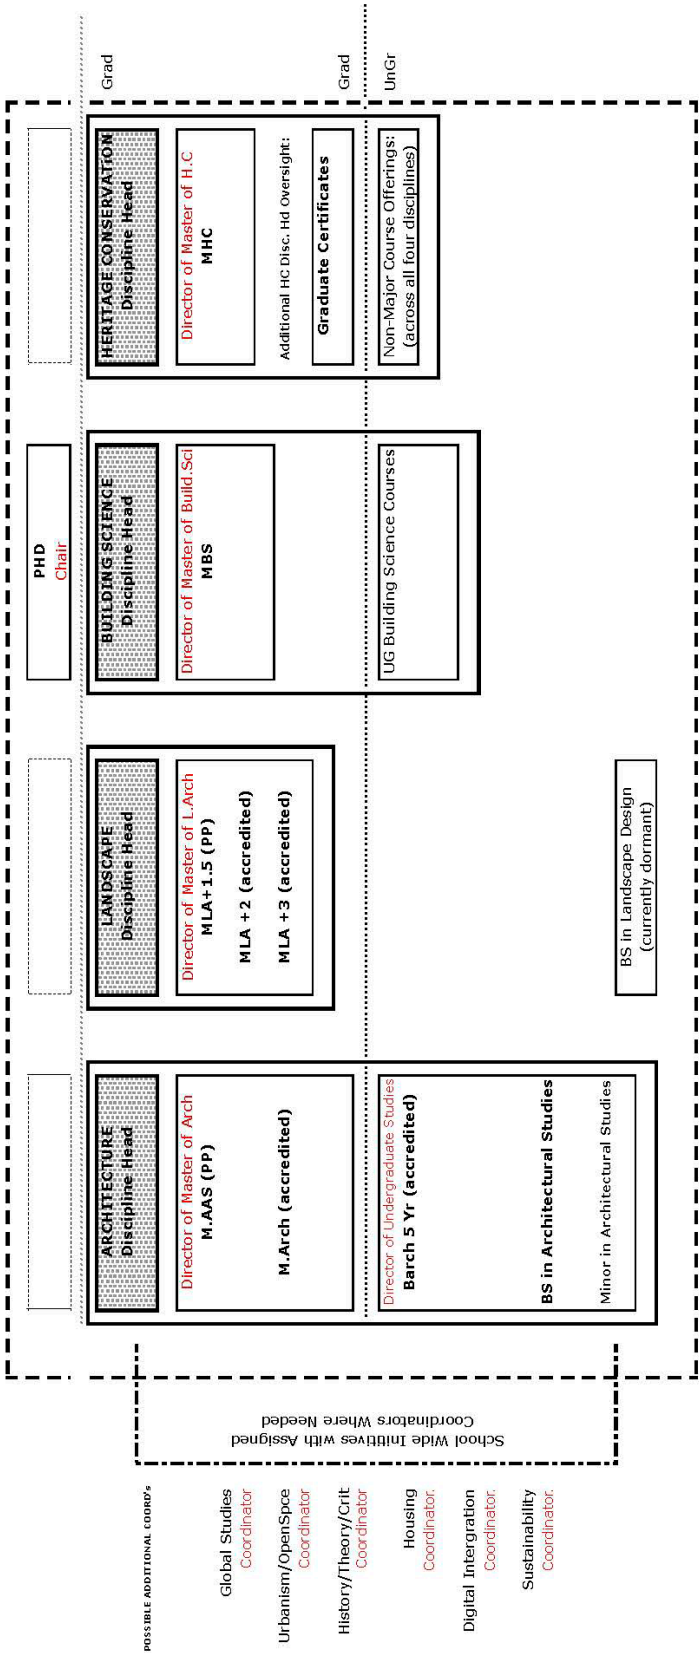 POSSIBLE ADDITIONAL COORD's
Global Studies
Coordinator
Urbanism/OpenSpce
Coordinator
History/Theory/Crit:
Coordinator
Housing
Coordinator.
Digital Intergration
Coordinator.
Sustainability
Coordinator.
School Wide Inititives with Assigned
Coordinators Where Needed
ARCHITECTURE
Discipline Head
Director of Master of Arch
M.AAS (PP)
M.Arch (accredited)
Director of Undergraduate Studies
Barch 5 Yr (accredited)
BS in Architectural Studies
Minor in Architectural Studies
LANDSCAPE
Discipline Head
Director of Master of L.Arch
MLA+1.5 (PP)
MLA +2 (accredited)
MLA +3 (accredited)
BS in Landscape Design
(currently dormant)
PHD
Chair
BUILDING SCIENCE
Discipline Head
Director of Master of Build.Sci
MBS
UG Building Science Courses
HERITAGE CONSERVATION
Discipline Head
Director of Master of H.C
MHC
Additional HC Disc. Hd Oversight:
Graduate Certificates
Non-Major Course Offerings:
(across all four disciplines)
Grad
Grad
UnGr